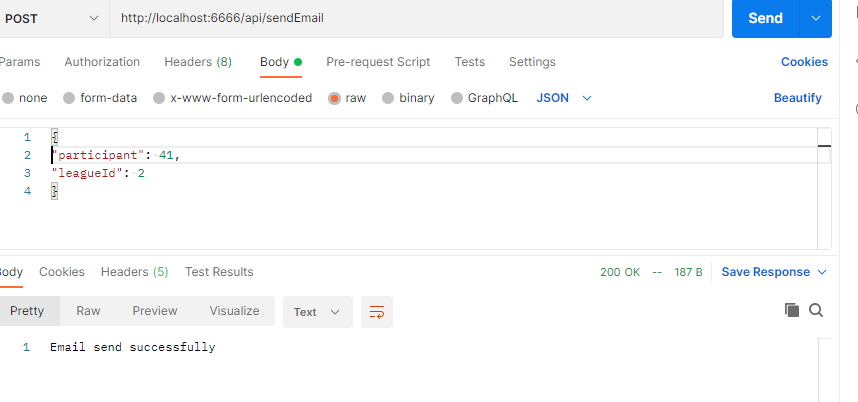 POST http://localhost:6666/api/sendEmail Send
Params Authorization Headers (8) Body Pre-request Script Tests Settings Cookies
none form-data x-www-form-urlencoded raw binary GraphQL JSON Beautify
1 {
2 "participant": 41,
3 "leagueId": 2
4 }
Body Cookies Headers (5) Test Results 200 OK -- 187 B Save Response
Pretty Raw Preview Visualize Text
1 Email send successfully